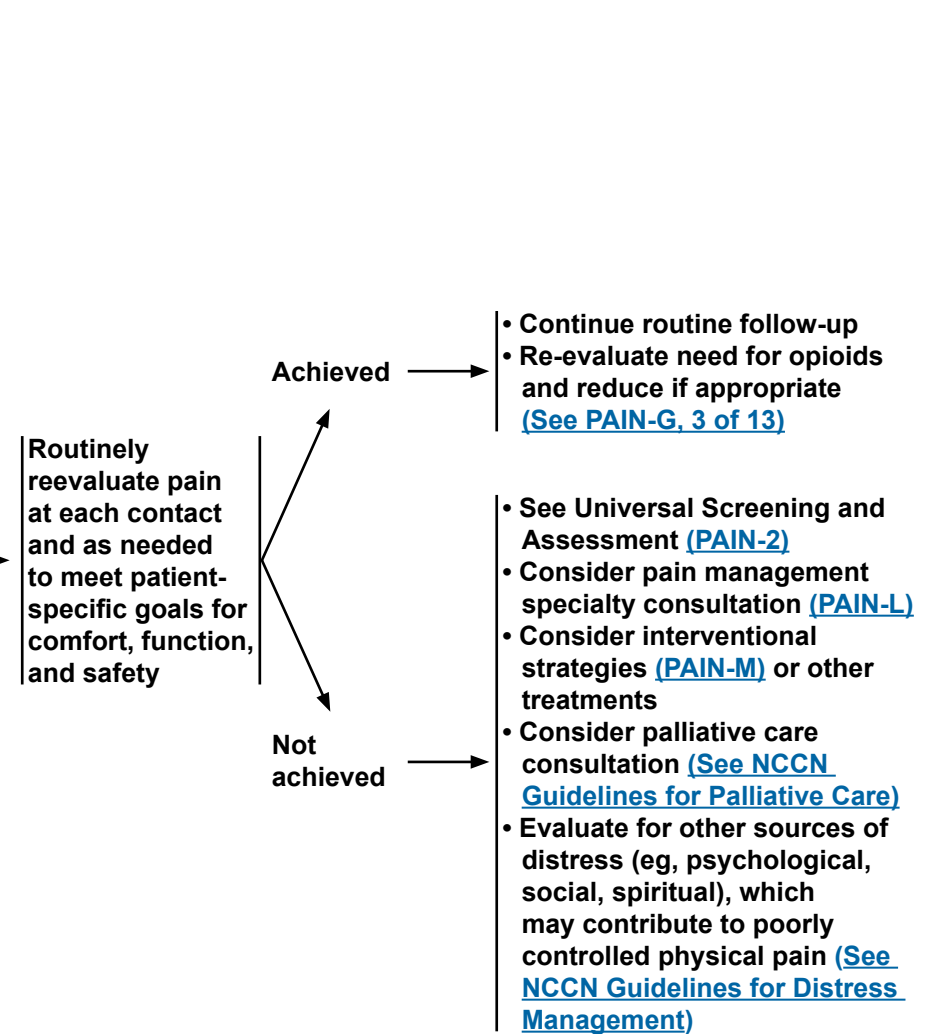 Routinely
reevaluate pain
at each contact
and as needed
to meet patient-
specific goals for
comfort, function,
and safety
Achieved
• Continue routine follow-up
• Re-evaluate need for opioids
and reduce if appropriate
(See PAIN-G, 3 of 13)
Not
achieved
• See Universal Screening and
Assessment (PAIN-2)
• Consider pain management
specialty consultation (PAIN-L)
• Consider interventional
strategies (PAIN-M) or other
treatments
• Consider palliative care
consultation (See NCCN
Guidelines for Palliative Care)
• Evaluate for other sources of
distress (eg, psychological,
social, spiritual), which
may contribute to poorly
controlled physical pain (See
NCCN Guidelines for Distress
Management)